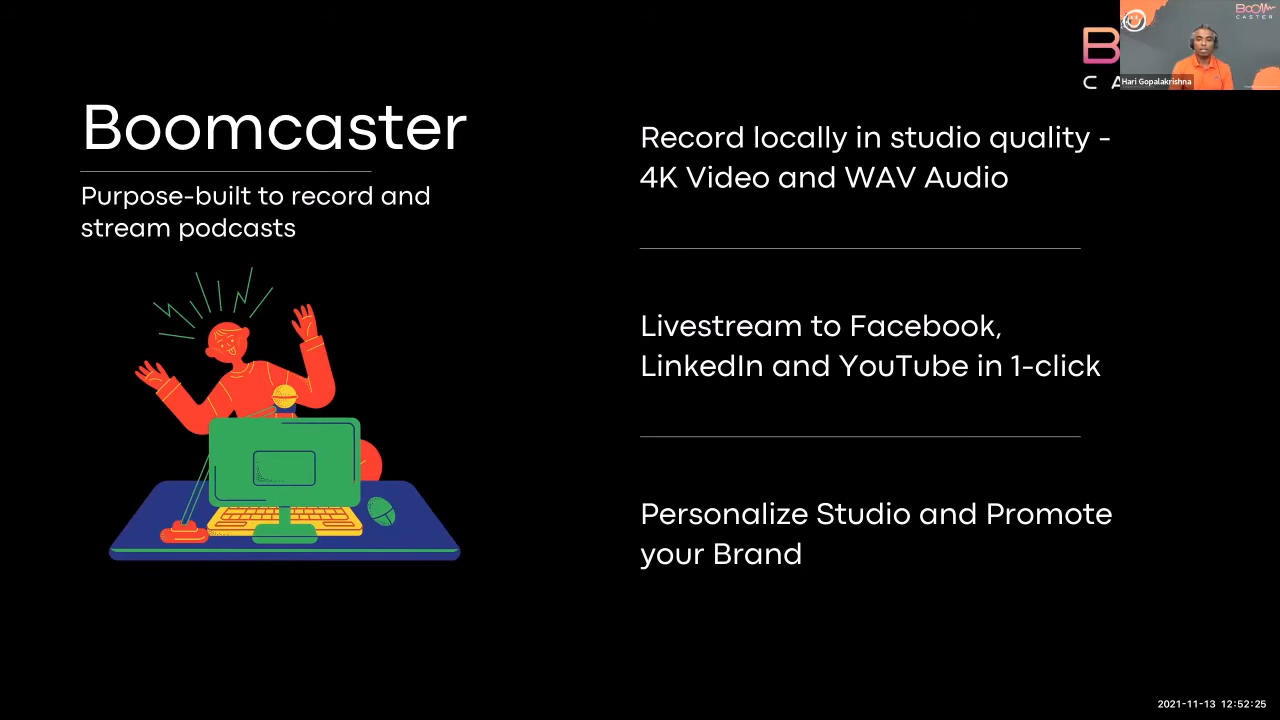 Boomcaster
Purpose-built to record and
stream podcasts
Record locally in studio quality -
4K Video and WAV Audio
Livestream to Facebook,
LinkedIn and YouTube in 1-click
Personalize Studio and Promote
your Brand
B
C A
BOOM
CASTER
Hari Gopalakrishna
2021-11-13 12:52:25